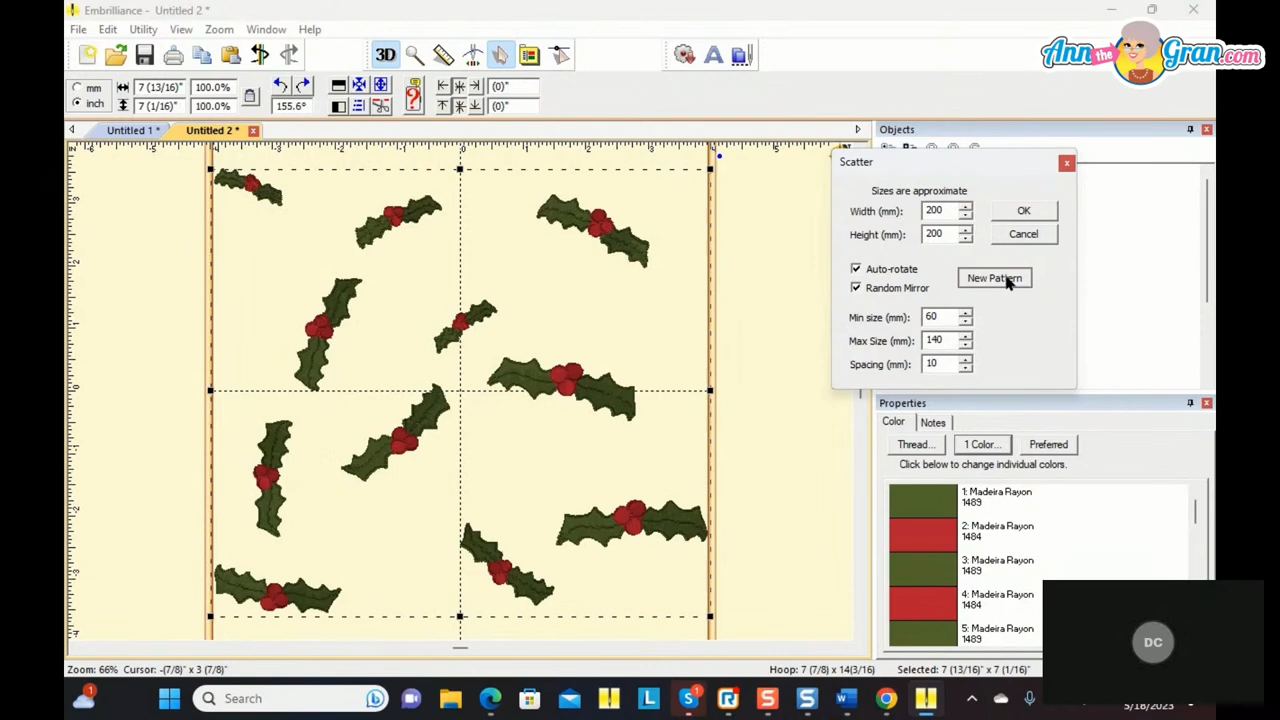 Embrilliance - Untitled 2 *
File Edit Utility View Zoom Window Help
3D
AnntheGran.com
mm
inch
7 (13/16)" 100.0%
7 (1/16)" 100.0%
155.6°
(0)"
(0)"
Untitled 1 * Untitled 2 *
Objects
Scatter
Sizes are approximate
Width (mm): 200 OK
Height (mm): 200 Cancel
Auto-rotate
New Pattern
Random Mirror
Min size (mm): 60
Max Size (mm): 140
Spacing (mm): 10
Properties
Color Notes
Thread... 1 Color... Preferred
Click below to change individual colors.
1: Madeira Rayon
1489
2: Madeira Rayon
1484
3: Madeira Rayon
1489
4: Madeira Rayon
1484
5: Madeira Rayon
1489
DC
Zoom: 66% Cursor: -(7/8)" x 3 (7/8)" Hoop: 7 (7/8) x 14(3/16) Selected: 7 (13/16)" x 7 (1/16)"
Search
5/18/2023